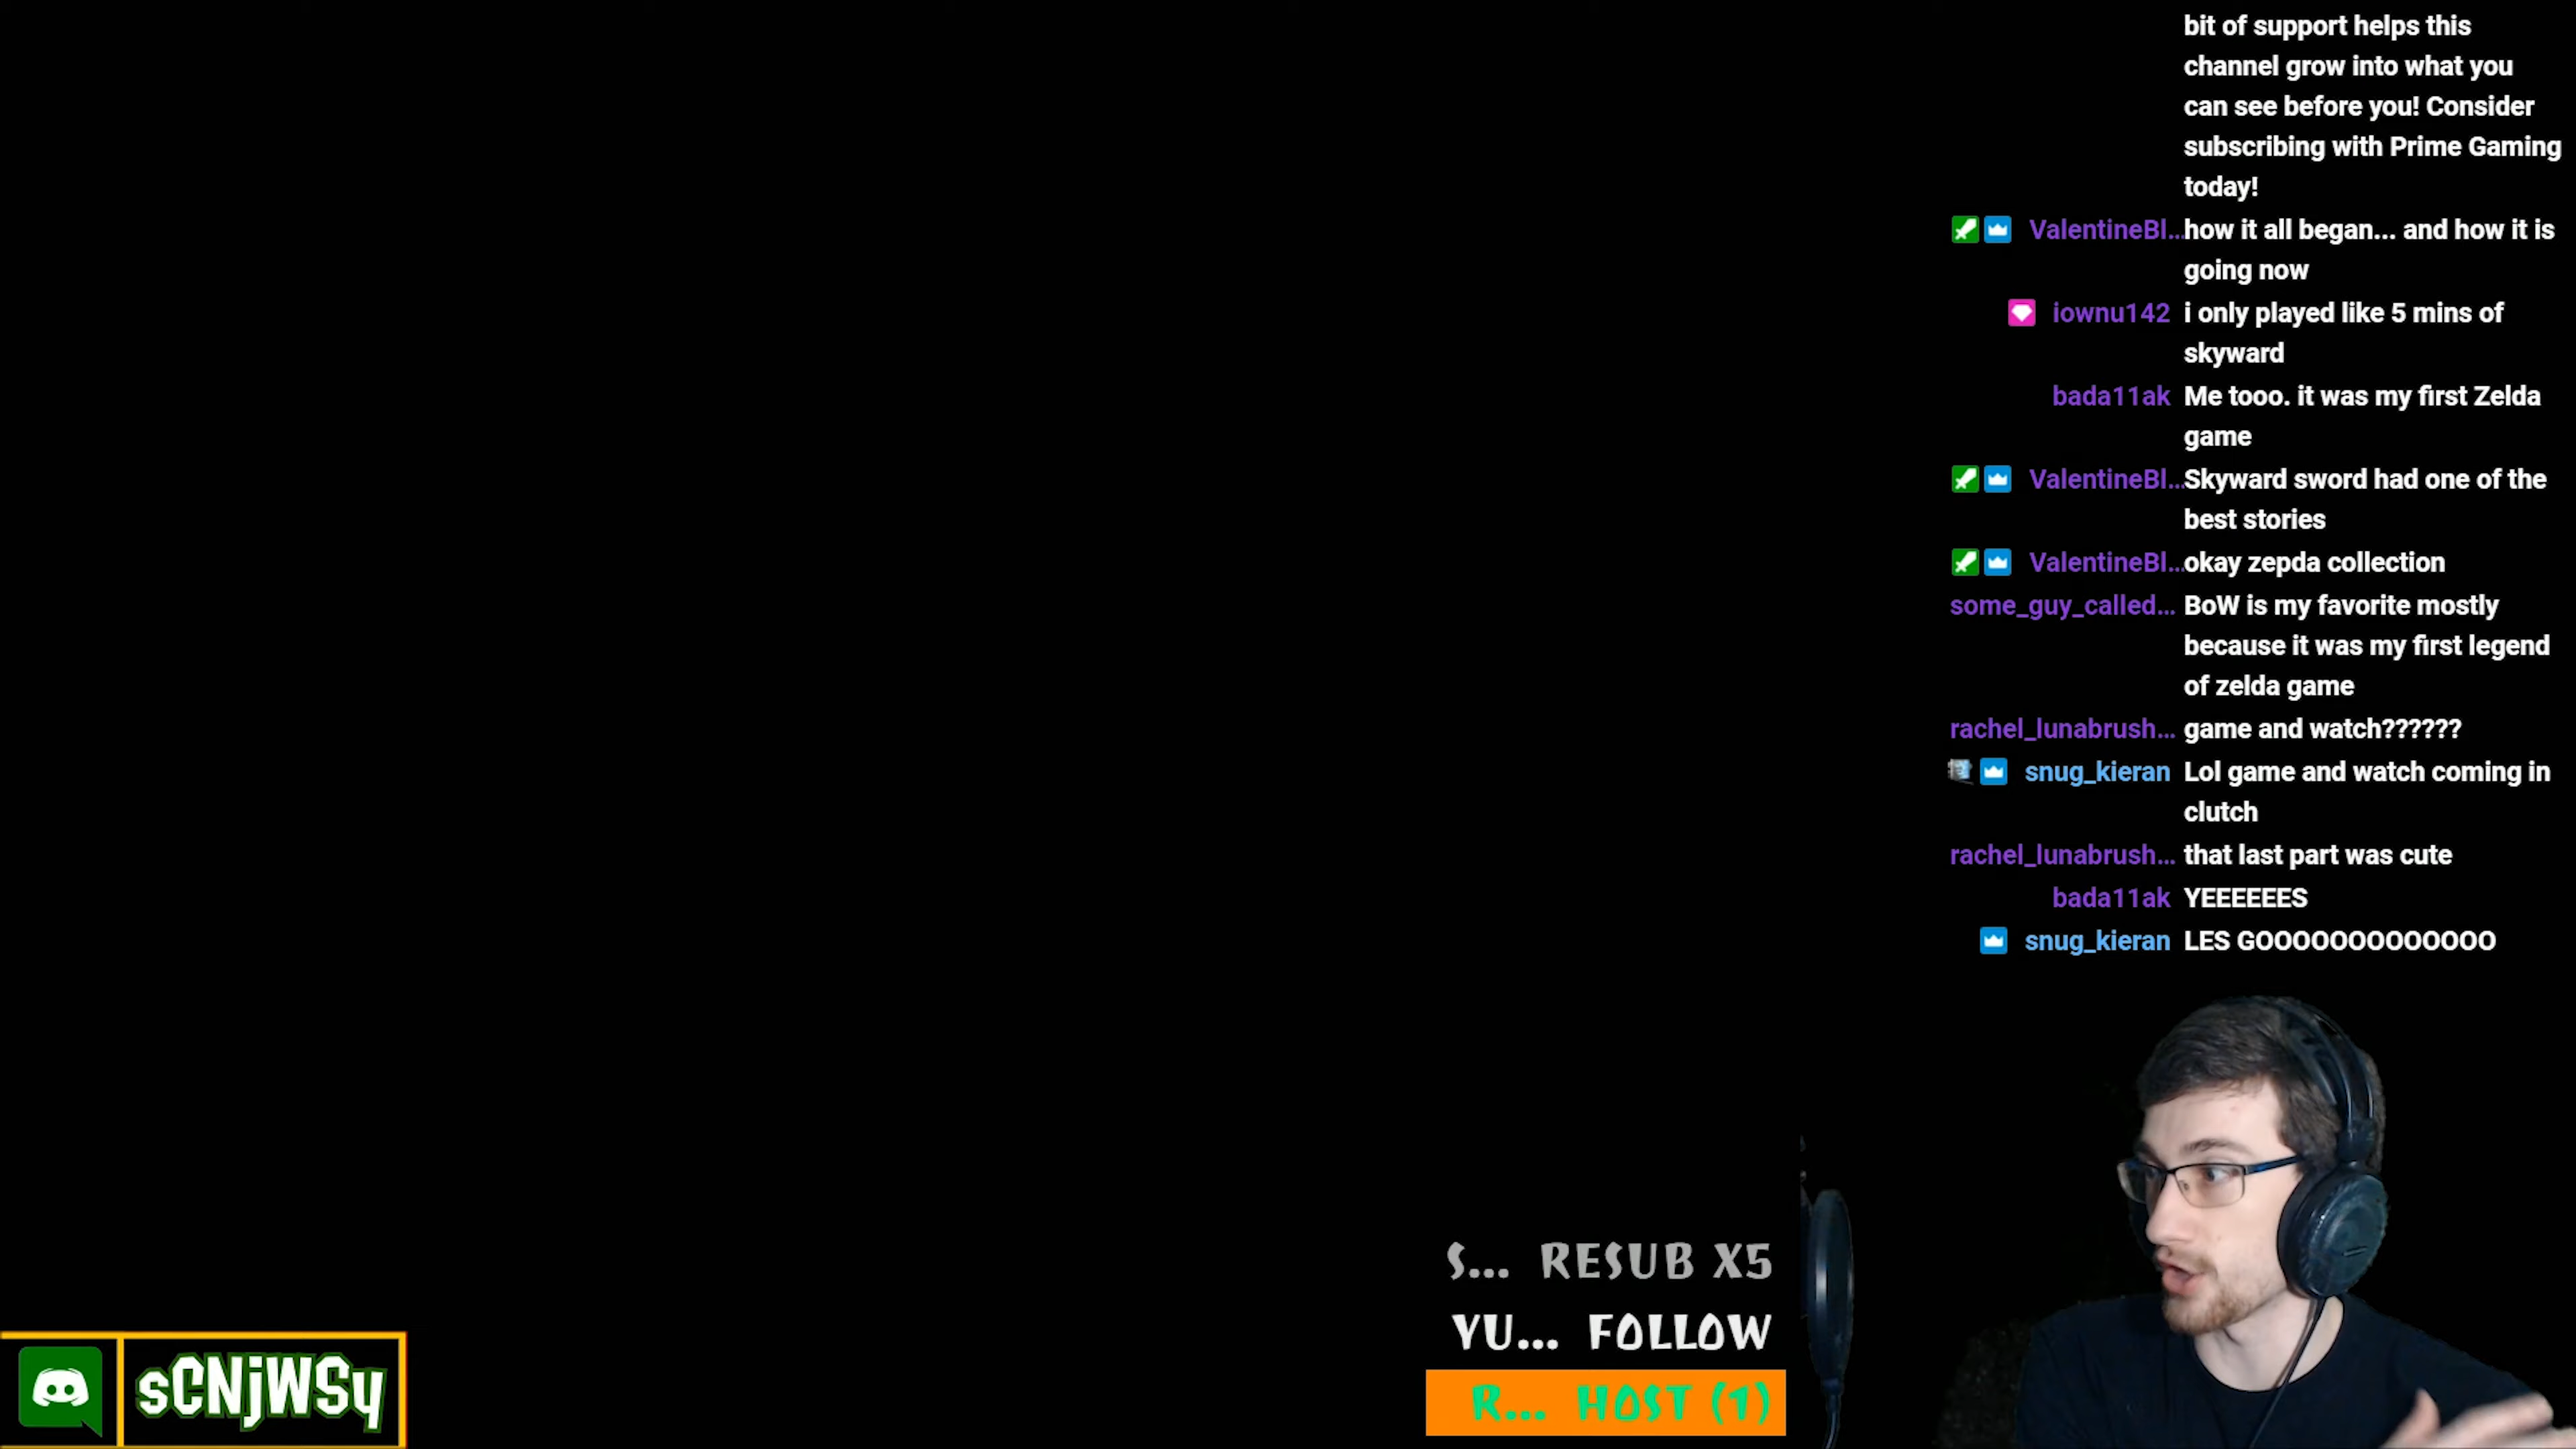 bit of support helps this
channel grow into what you
can see before you! Consider
subscribing with Prime Gaming
today!
ValentineBl... how it all began... and how it is
going now
iownu142 i only played like 5 mins of
skyward
bada11ak Me tooo. it was my first Zelda
game
ValentineBl... Skyward sword had one of the
best stories
ValentineBl... okay zepda collection
some_guy_called... BoW is my favorite mostly
because it was my first legend
of zelda game
rachel_lunabrush... game and watch??????
snug_kieran Lol game and watch coming in
clutch
rachel_lunabrush... that last part was cute
bada11ak YEEEEEES
snug_kieran LES GOOOOOOOOOOOOO
S... RESUB X5
YU... FOLLOW
R... HOST (1)
sCNjWSy